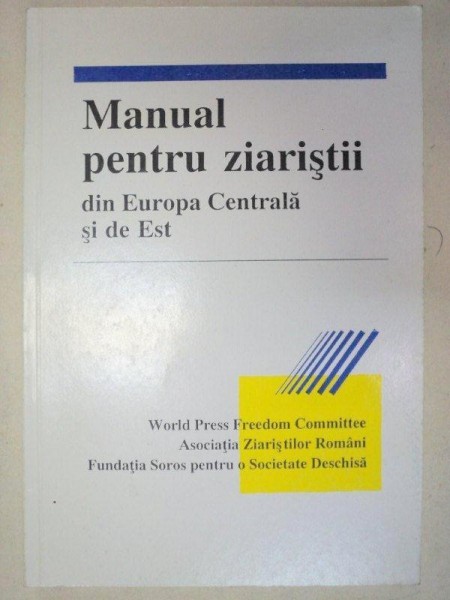 Manual
pentru ziariştii
din Europa Centrală
şi de Est
World Press Freedom Committee
Asociaţia Ziariştilor Români
Fundaţia Soros pentru o Societate Deschisă